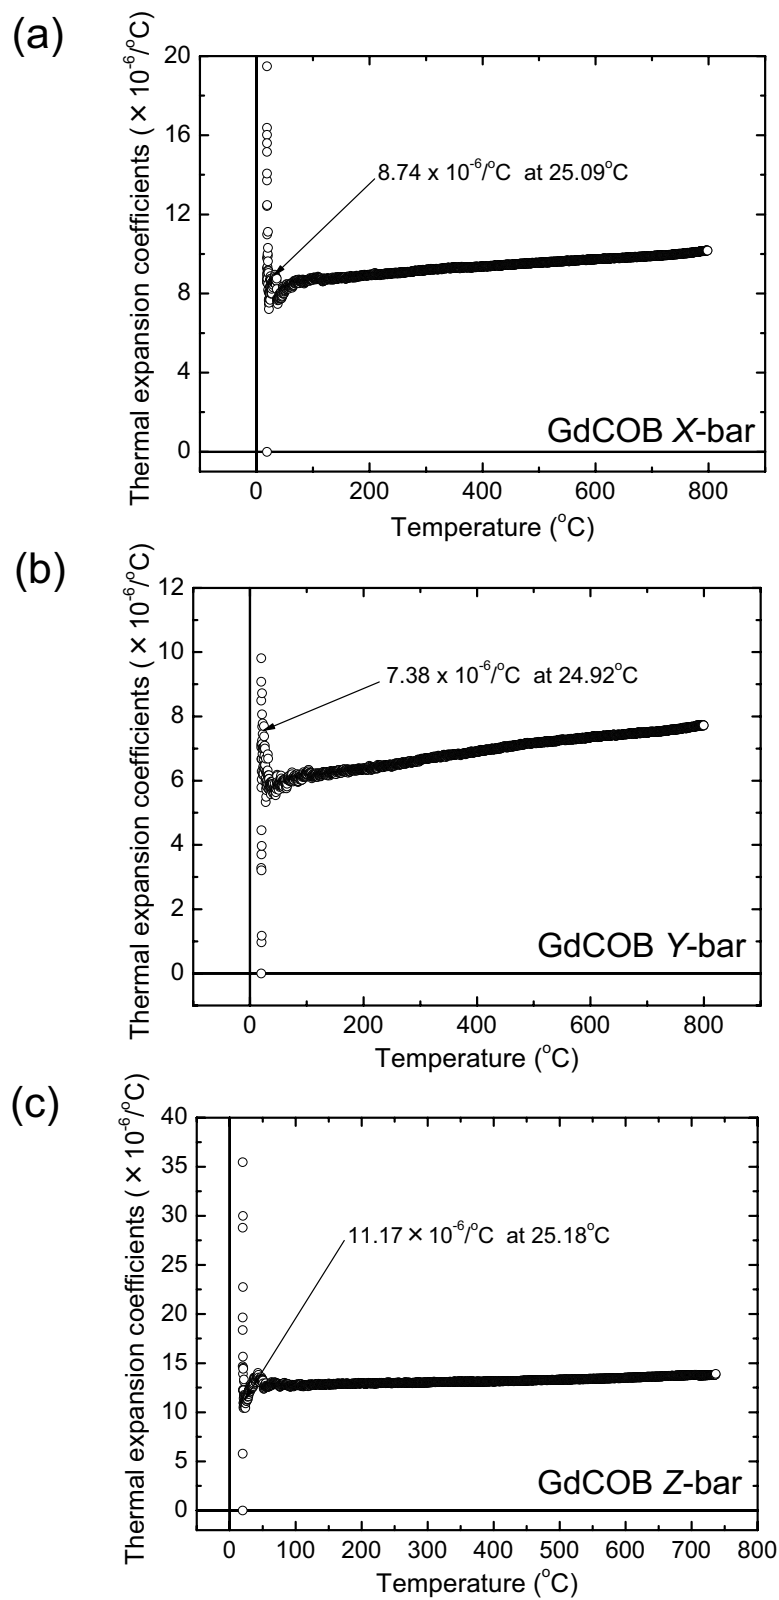 (a)
Thermal expansion coefficients (×10⁻⁶/°C)
20
16
12
8
4
0
8.74 x 10⁻⁶/°C at 25.09°C
GdCOB X-bar
0 200 400 600 800
Temperature (°C)
(b)
Thermal expansion coefficients (×10⁻⁶/°C)
12
10
8
6
4
2
0
7.38 x 10⁻⁶/°C at 24.92°C
GdCOB Y-bar
0 200 400 600 800
Temperature (°C)
(c)
Thermal expansion coefficients (×10⁻⁶/°C)
40
35
30
25
20
15
10
5
0
11.17 × 10⁻⁶/°C at 25.18°C
GdCOB Z-bar
0 100 200 300 400 500 600 700 800
Temperature (°C)